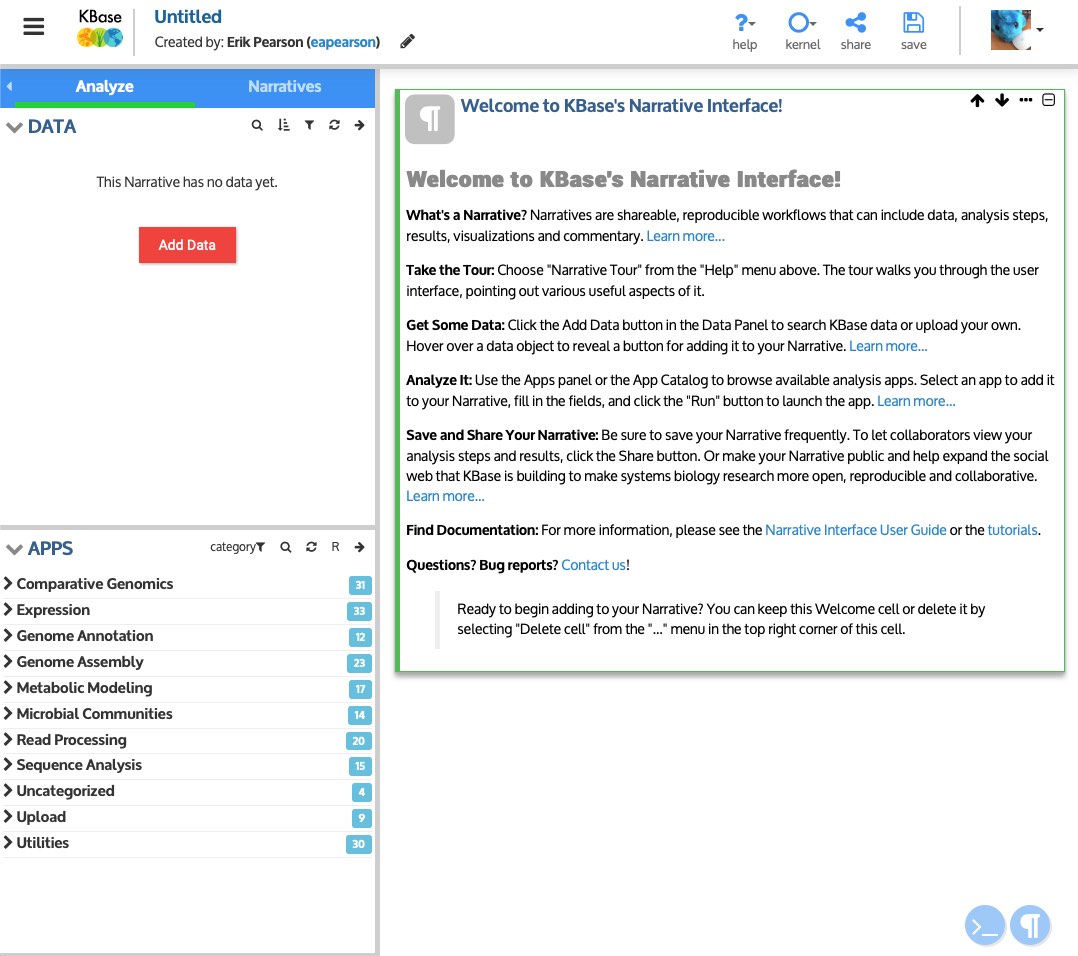 KBase
Untitled
Created by: Erik Pearson (eapearson)
? help
kernel
share
save
Analyze
Narratives
DATA
This Narrative has no data yet.
Add Data
APPS
category
R
Comparative Genomics 31
Expression 33
Genome Annotation 12
Genome Assembly 23
Metabolic Modeling 17
Microbial Communities 14
Read Processing 20
Sequence Analysis 15
Uncategorized 4
Upload 9
Utilities 30
¶ Welcome to KBase's Narrative Interface!
Welcome to KBase's Narrative Interface!
What's a Narrative? Narratives are shareable, reproducible workflows that can include data, analysis steps,
results, visualizations and commentary. Learn more...
Take the Tour: Choose "Narrative Tour" from the "Help" menu above. The tour walks you through the user
interface, pointing out various useful aspects of it.
Get Some Data: Click the Add Data button in the Data Panel to search KBase data or upload your own.
Hover over a data object to reveal a button for adding it to your Narrative. Learn more...
Analyze It: Use the Apps panel or the App Catalog to browse available analysis apps. Select an app to add it
to your Narrative, fill in the fields, and click the "Run" button to launch the app. Learn more...
Save and Share Your Narrative: Be sure to save your Narrative frequently. To let collaborators view your
analysis steps and results, click the Share button. Or make your Narrative public and help expand the social
web that KBase is building to make systems biology research more open, reproducible and collaborative.
Learn more...
Find Documentation: For more information, please see the Narrative Interface User Guide or the tutorials.
Questions? Bug reports? Contact us!
Ready to begin adding to your Narrative? You can keep this Welcome cell or delete it by
selecting "Delete cell" from the "..." menu in the top right corner of this cell.
>_ ¶